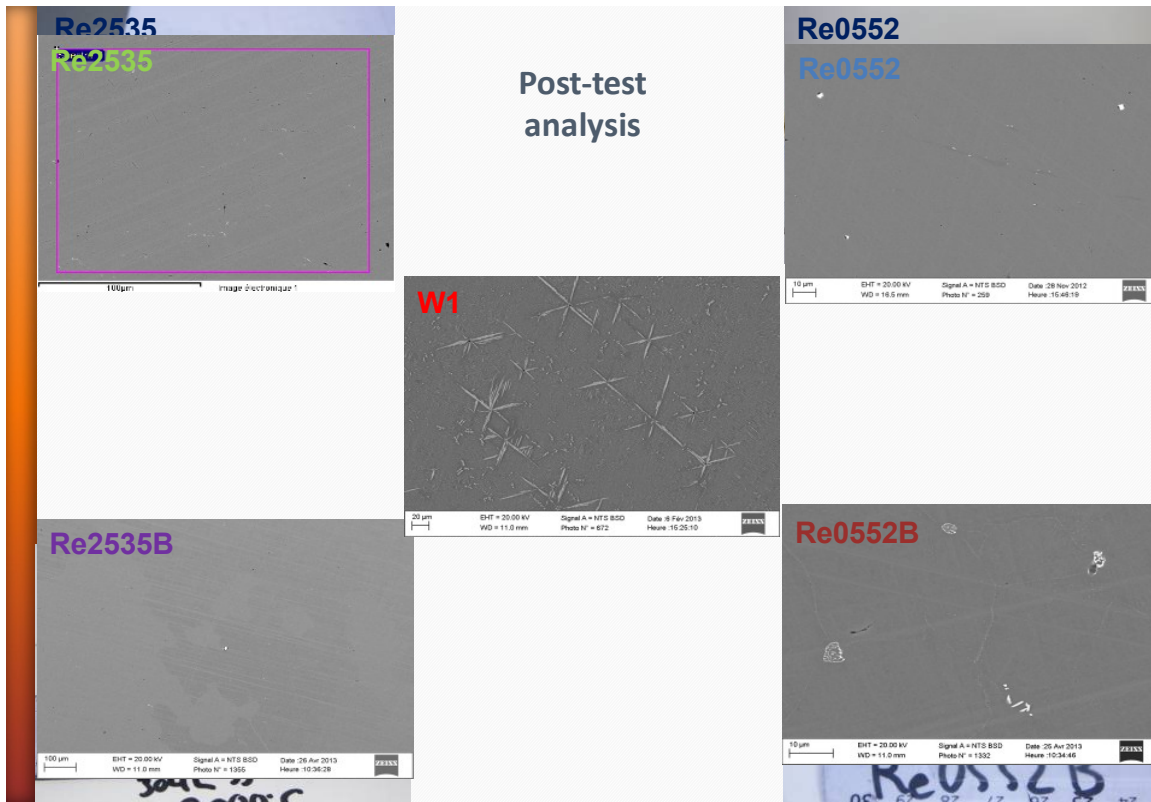 Re2535
Re2535
100µm
Image électronique 1
Post-test
analysis
Re0552
Re0552
10 µm
EHT = 20.00 kV
WD = 16.5 mm
Signal A = NTS BSD
Photo N° = 259
Date :28 Nov 2012
Heure :15:46:19
ZEISS
W1
20 µm
EHT = 20.00 kV
WD = 11.0 mm
Signal A = NTS BSD
Photo N° = 672
Date :6 Fév 2013
Heure :15:25:10
ZEISS
Re2535B
100 µm
EHT = 20.00 kV
WD = 11.0 mm
Signal A = NTS BSD
Photo N° = 1355
Date :26 Avr 2013
Heure :10:36:28
ZEISS
Re0552B
10 µm
EHT = 20.00 kV
WD = 11.0 mm
Signal A = NTS BSD
Photo N° = 1332
Date :25 Avr 2013
Heure :10:34:46
ZEISS
Re0552B